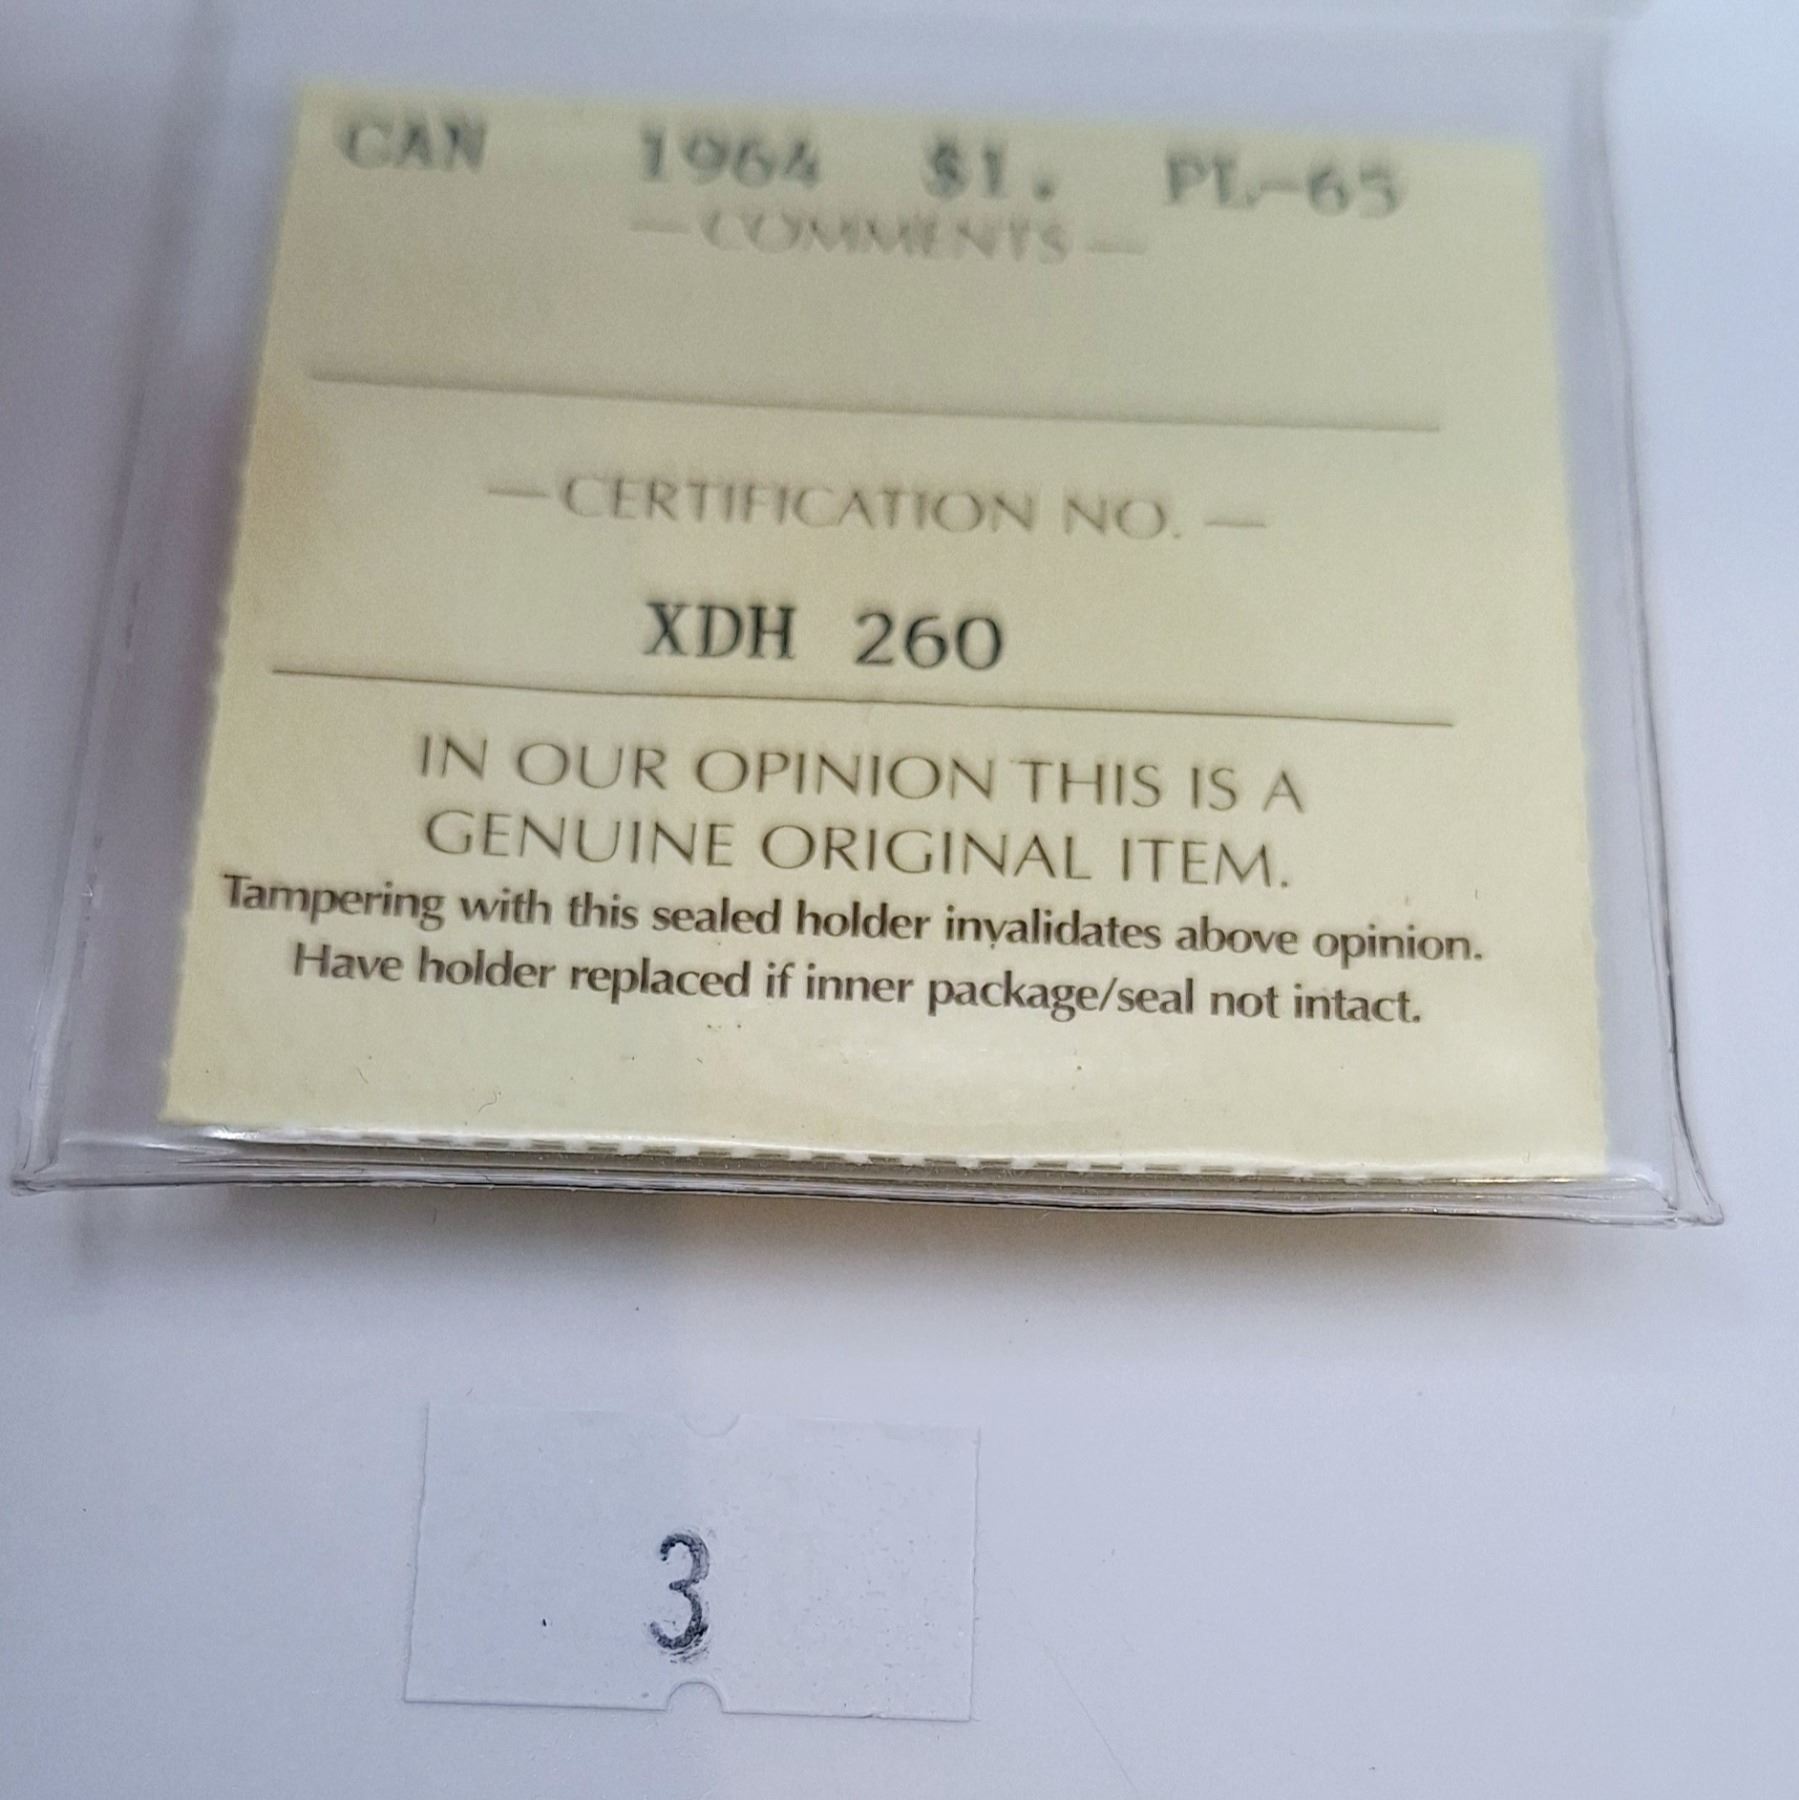 CAN 1964 $1. PL-65
— COMMENTS —
— CERTIFICATION NO. —
XDH 260
IN OUR OPINION THIS IS A
GENUINE ORIGINAL ITEM.
Tampering with this sealed holder invalidates above opinion.
Have holder replaced if inner package/seal not intact.
3